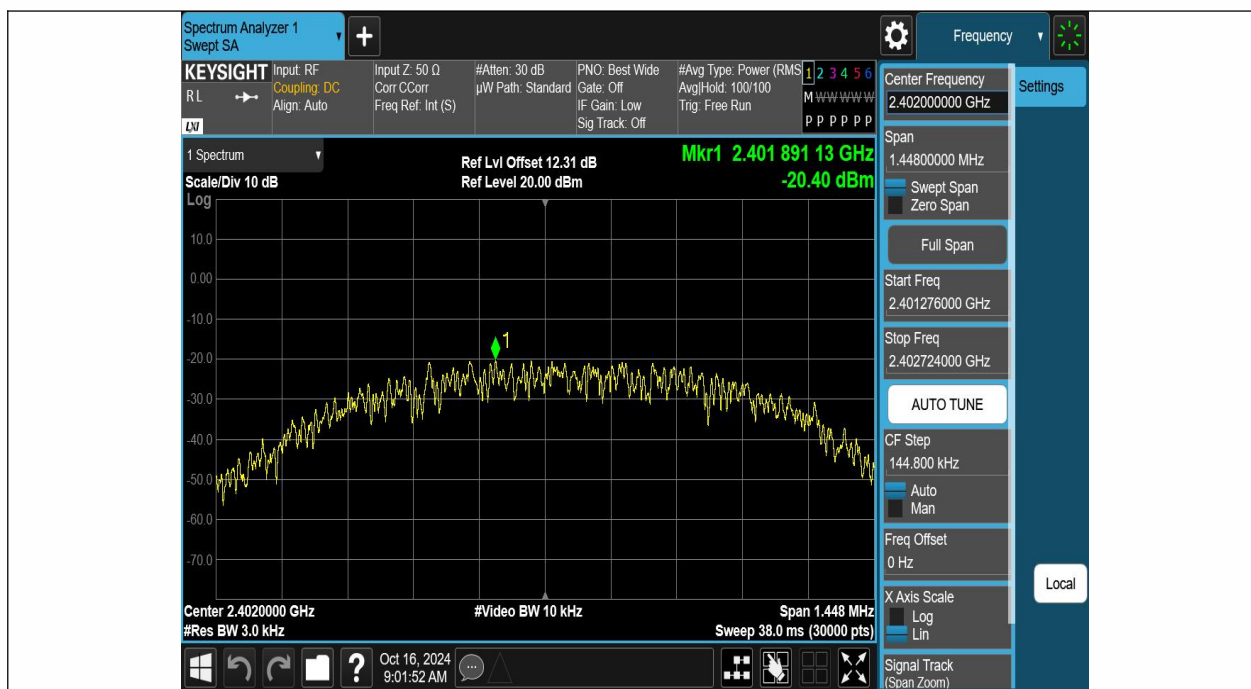 Spectrum Analyzer 1
Swept SA
+
Frequency
KEYSIGHT
RL
LXI
Input: RF
Coupling: DC
Align: Auto
Input Z: 50 Ω
Corr CCorr
Freq Ref: Int (S)
#Atten: 30 dB
µW Path: Standard
PNO: Best Wide
Gate: Off
IF Gain: Low
Sig Track: Off
#Avg Type: Power (RMS
Avg|Hold: 100/100
Trig: Free Run
1 2 3 4 5 6
M W W W W W
P P P P P P
1 Spectrum
Scale/Div 10 dB
Log
Ref Lvl Offset 12.31 dB
Ref Level 20.00 dBm
Mkr1 2.401 891 13 GHz
-20.40 dBm
10.0
0.00
-10.0
-20.0
-30.0
-40.0
-50.0
-60.0
-70.0
1
Center 2.4020000 GHz
#Res BW 3.0 kHz
#Video BW 10 kHz
Span 1.448 MHz
Sweep 38.0 ms (30000 pts)
Center Frequency
2.402000000 GHz
Settings
Span
1.44800000 MHz
Swept Span
Zero Span
Full Span
Start Freq
2.401276000 GHz
Stop Freq
2.402724000 GHz
AUTO TUNE
CF Step
144.800 kHz
Auto
Man
Freq Offset
0 Hz
X Axis Scale
Log
Lin
Local
Signal Track
(Span Zoom)
?
Oct 16, 2024
9:01:52 AM